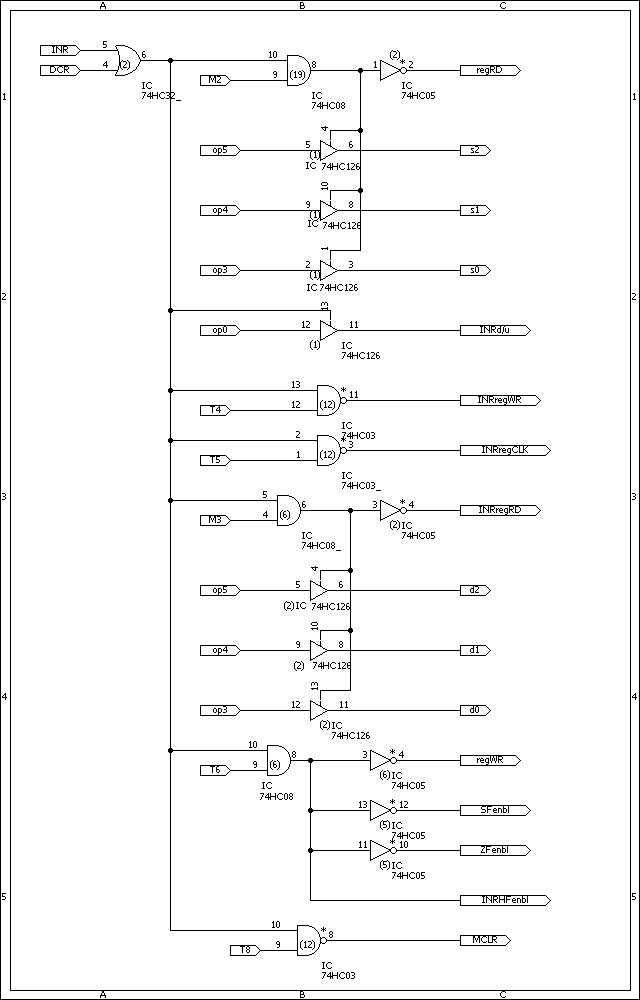 A B C
INR 5
DCR 4
(2) 6
IC
74HC32_
M2
10
9
(19) 8
IC
74HC08
1 (2) * 2
IC
74HC05
regRD
1 1
4
op5 5 6 s2
(1)
IC 74HC126
10
op4 9 8 s1
(1)
IC 74HC126
1
op3 2 3 s0
(1)
IC 74HC126
2 2
13
op0 12 11 INRd/u
(1) IC
74HC126
13
T4 12 (12) * 11 INRregWR
IC
74HC03
2
T5 1 (12) * 3 INRregCLK
IC
74HC03_
3 3
5
M3 4 (6) 6 3 * 4 INRregRD
IC
74HC08_
(2) IC
74HC05
4
op5 5 6 d2
(2) IC 74HC126
10
op4 9 8 d1
(2) 74HC126
4 4
13
op3 12 11 d0
(2) IC
74HC126
10
T6 9 (6) 8 3 * 4 regWR
IC
74HC08
(6) IC
74HC05
13 * 12 SFenbl
(5) IC
74HC05
11 * 10 ZFenbl
(5) IC
74HC05
5 5
INRHFenbl
10
T8 9 (12) * 8 MCLR
IC
74HC03
A B C